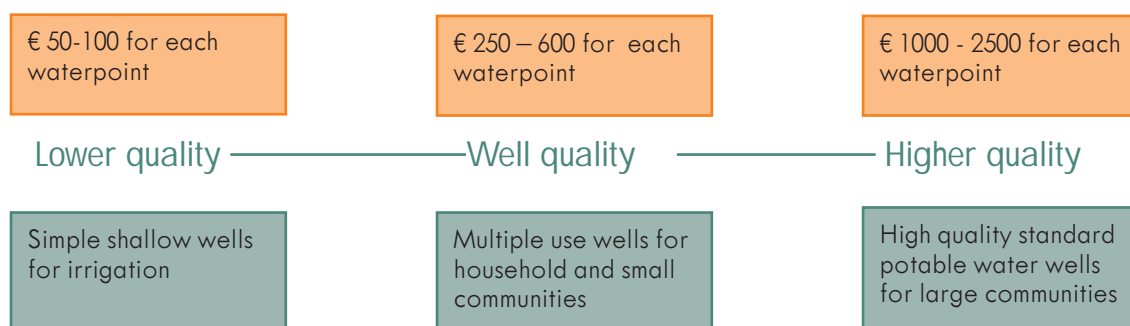 € 50-100 for each
waterpoint
€ 250 – 600 for each
waterpoint
€ 1000 - 2500 for each
waterpoint
Lower quality
Well quality
Higher quality
Simple shallow wells
for irrigation
Multiple use wells for
household and small
communities
High quality standard
potable water wells
for large communities